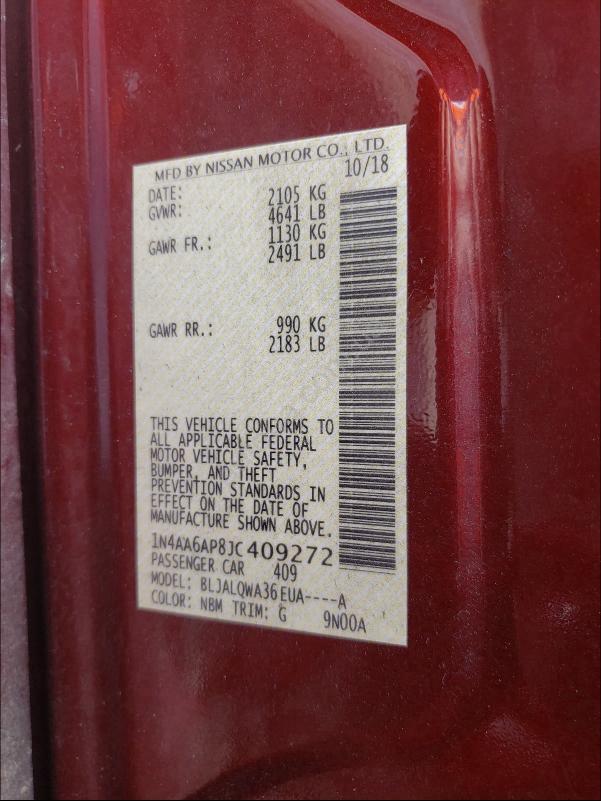 MFD BY NISSAN MOTOR CO., LTD.
10/18
DATE: 2105 KG
GVWR: 4641 LB
1130 KG
GAWR FR.: 2491 LB
GAWR RR.: 990 KG
2183 LB
THIS VEHICLE CONFORMS TO
ALL APPLICABLE FEDERAL
MOTOR VEHICLE SAFETY,
BUMPER, AND THEFT
PREVENTION STANDARDS IN
EFFECT ON THE DATE OF
MANUFACTURE SHOWN ABOVE.
1N4AA6AP8JC409272
PASSENGER CAR 409
MODEL: BLJALQWA36EUA----A
COLOR: NBM TRIM: G 9N00A